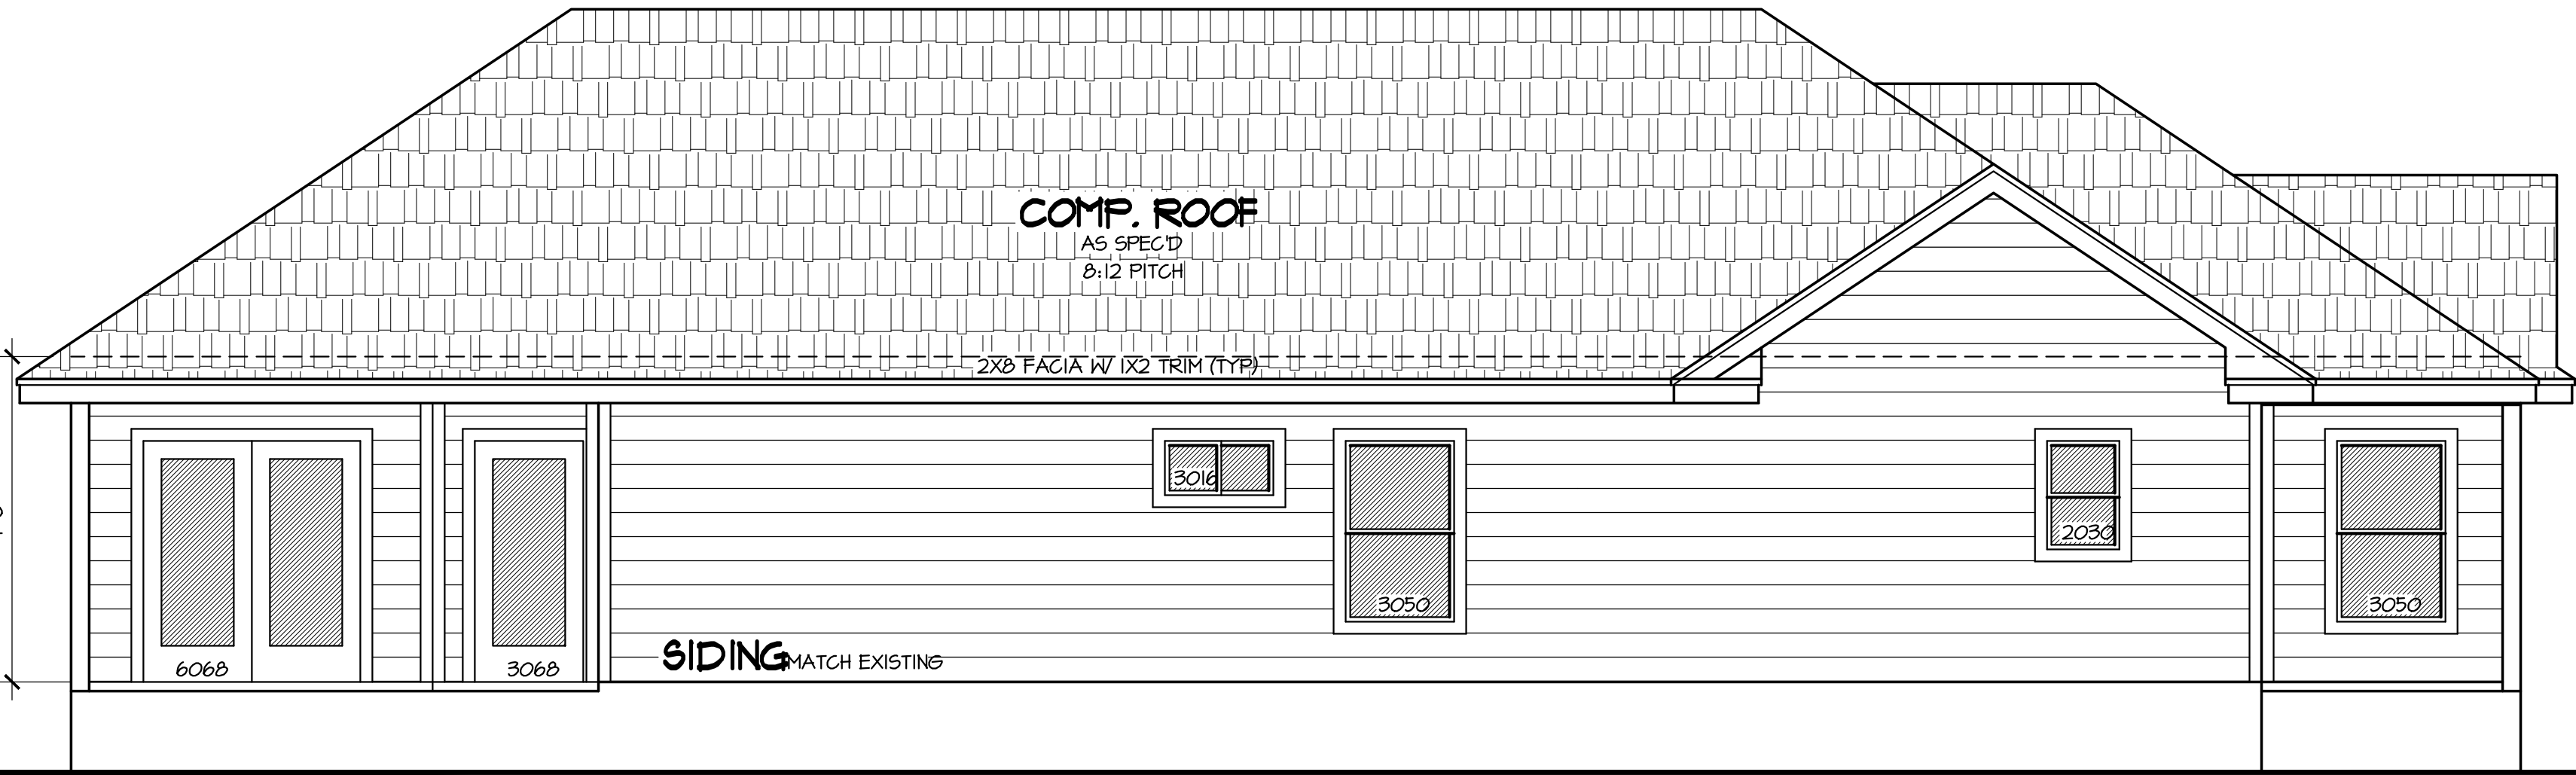 COMP. ROOF
AS SPEC'D
8:12 PITCH
2X8 FACIA W/ 1X2 TRIM (TYP)
3016
2030
3050
3050
SIDING MATCH EXISTING
6068
3068